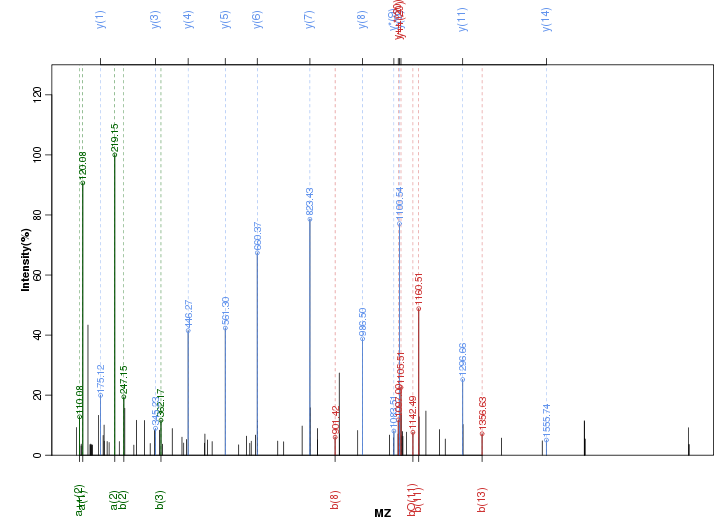 y(1)
y(3)
y(4)
y(5)
y(6)
y(7)
y(8)
y(11)
y(14)
Intensity(%)
0
20
40
60
80
100
120
110.08
120.08
175.12
219.15
247.15
345.23
362.17
446.27
561.30
660.37
823.43
901.42
986.50
1083.51
1100.54
1105.51
1142.49
1160.51
1296.66
1356.63
1555.74
a(1)
a(2)
b(2)
b(3)
b(8)
b(11)
b(13)
MZ